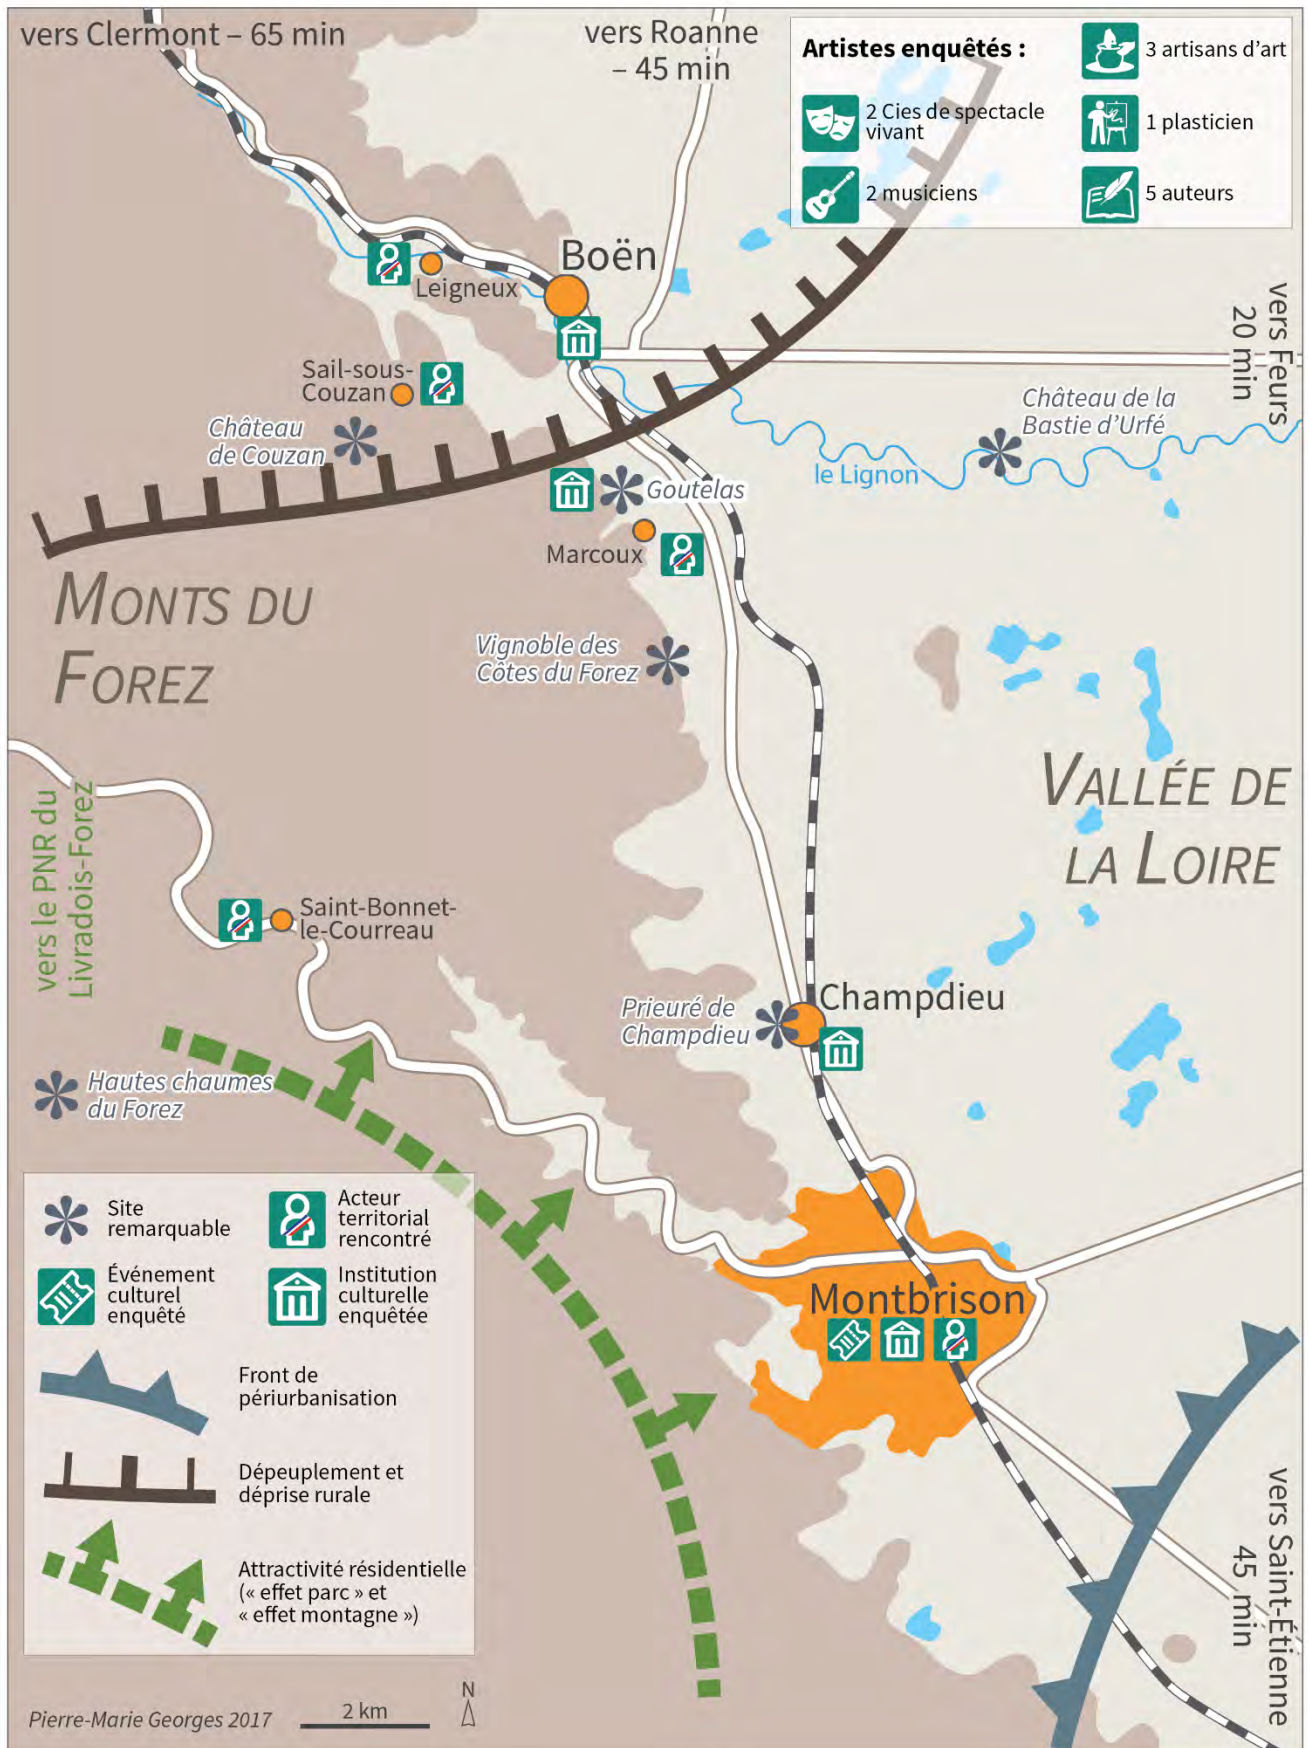 vers Clermont – 65 min
vers Roanne
– 45 min
Artistes enquêtés :
3 artisans d'art
2 Cies de spectacle
vivant
1 plasticien
2 musiciens
5 auteurs
Boën
Leigneux
vers Feurs
20 min
Sail-sous-
Couzan
Château
de Couzan
Château de la
Bastie d'Urfé
le Lignon
Goutelas
Marcoux
MONTS DU
FOREZ
Vignoble des
Côtes du Forez
VALLÉE DE
LA LOIRE
vers le PNR du
Livradois-Forez
Saint-Bonnet-
le-Courreau
Prieuré de
Champdieu
Champdieu
Hautes chaumes
du Forez
Montbrison
Site
remarquable
Acteur
territorial
rencontré
Événement
culturel
enquêté
Institution
culturelle
enquêtée
Front de
périurbanisation
Dépeuplement et
déprise rurale
Attractivité résidentielle
(« effet parc » et
« effet montagne »)
vers Saint-Étienne
45 min
Pierre-Marie Georges 2017
2 km
N